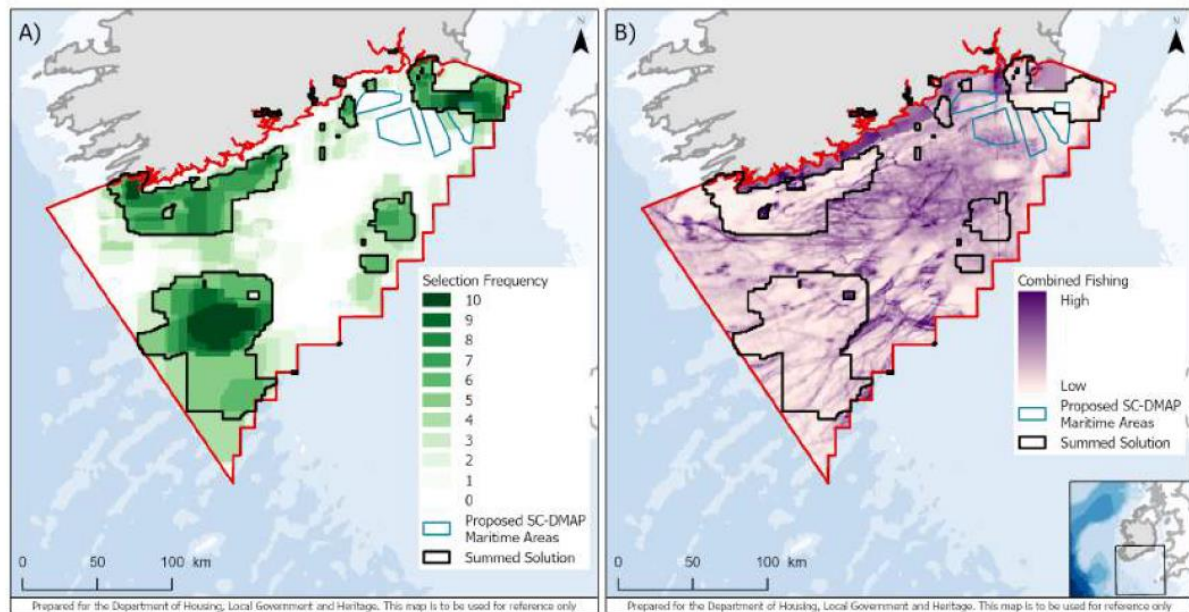 A)
N
Selection Frequency
10
9
8
7
6
5
4
3
2
1
0
Proposed SC-DMAP
Maritime Areas
Summed Solution
0 50 100 km
Prepared for the Department of Housing, Local Government and Heritage. This map is to be used for reference only
B)
N
Combined Fishing
High
Low
Proposed SC-DMAP
Maritime Areas
Summed Solution
0 50 100 km
Prepared for the Department of Housing, Local Government and Heritage. This map is to be used for reference only